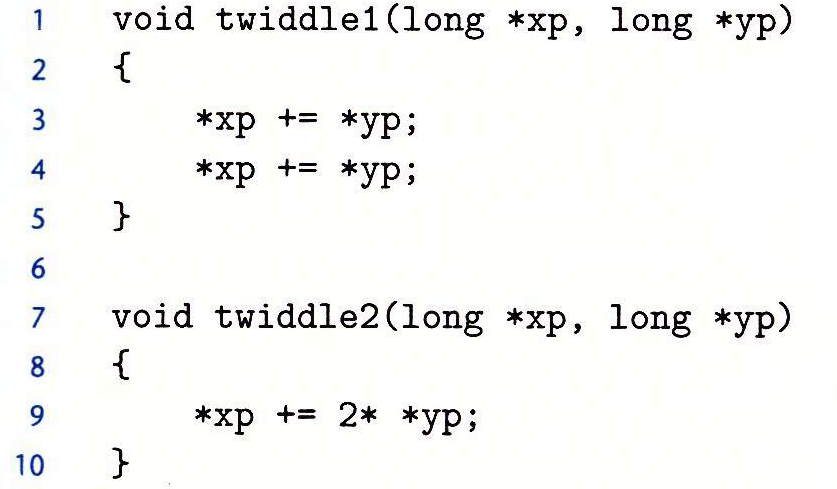 1 void twiddle1(long *xp, long *yp)
2 {
3 *xp += *yp;
4 *xp += *yp;
5 }
6
7 void twiddle2(long *xp, long *yp)
8 {
9 *xp += 2* *yp;
10 }